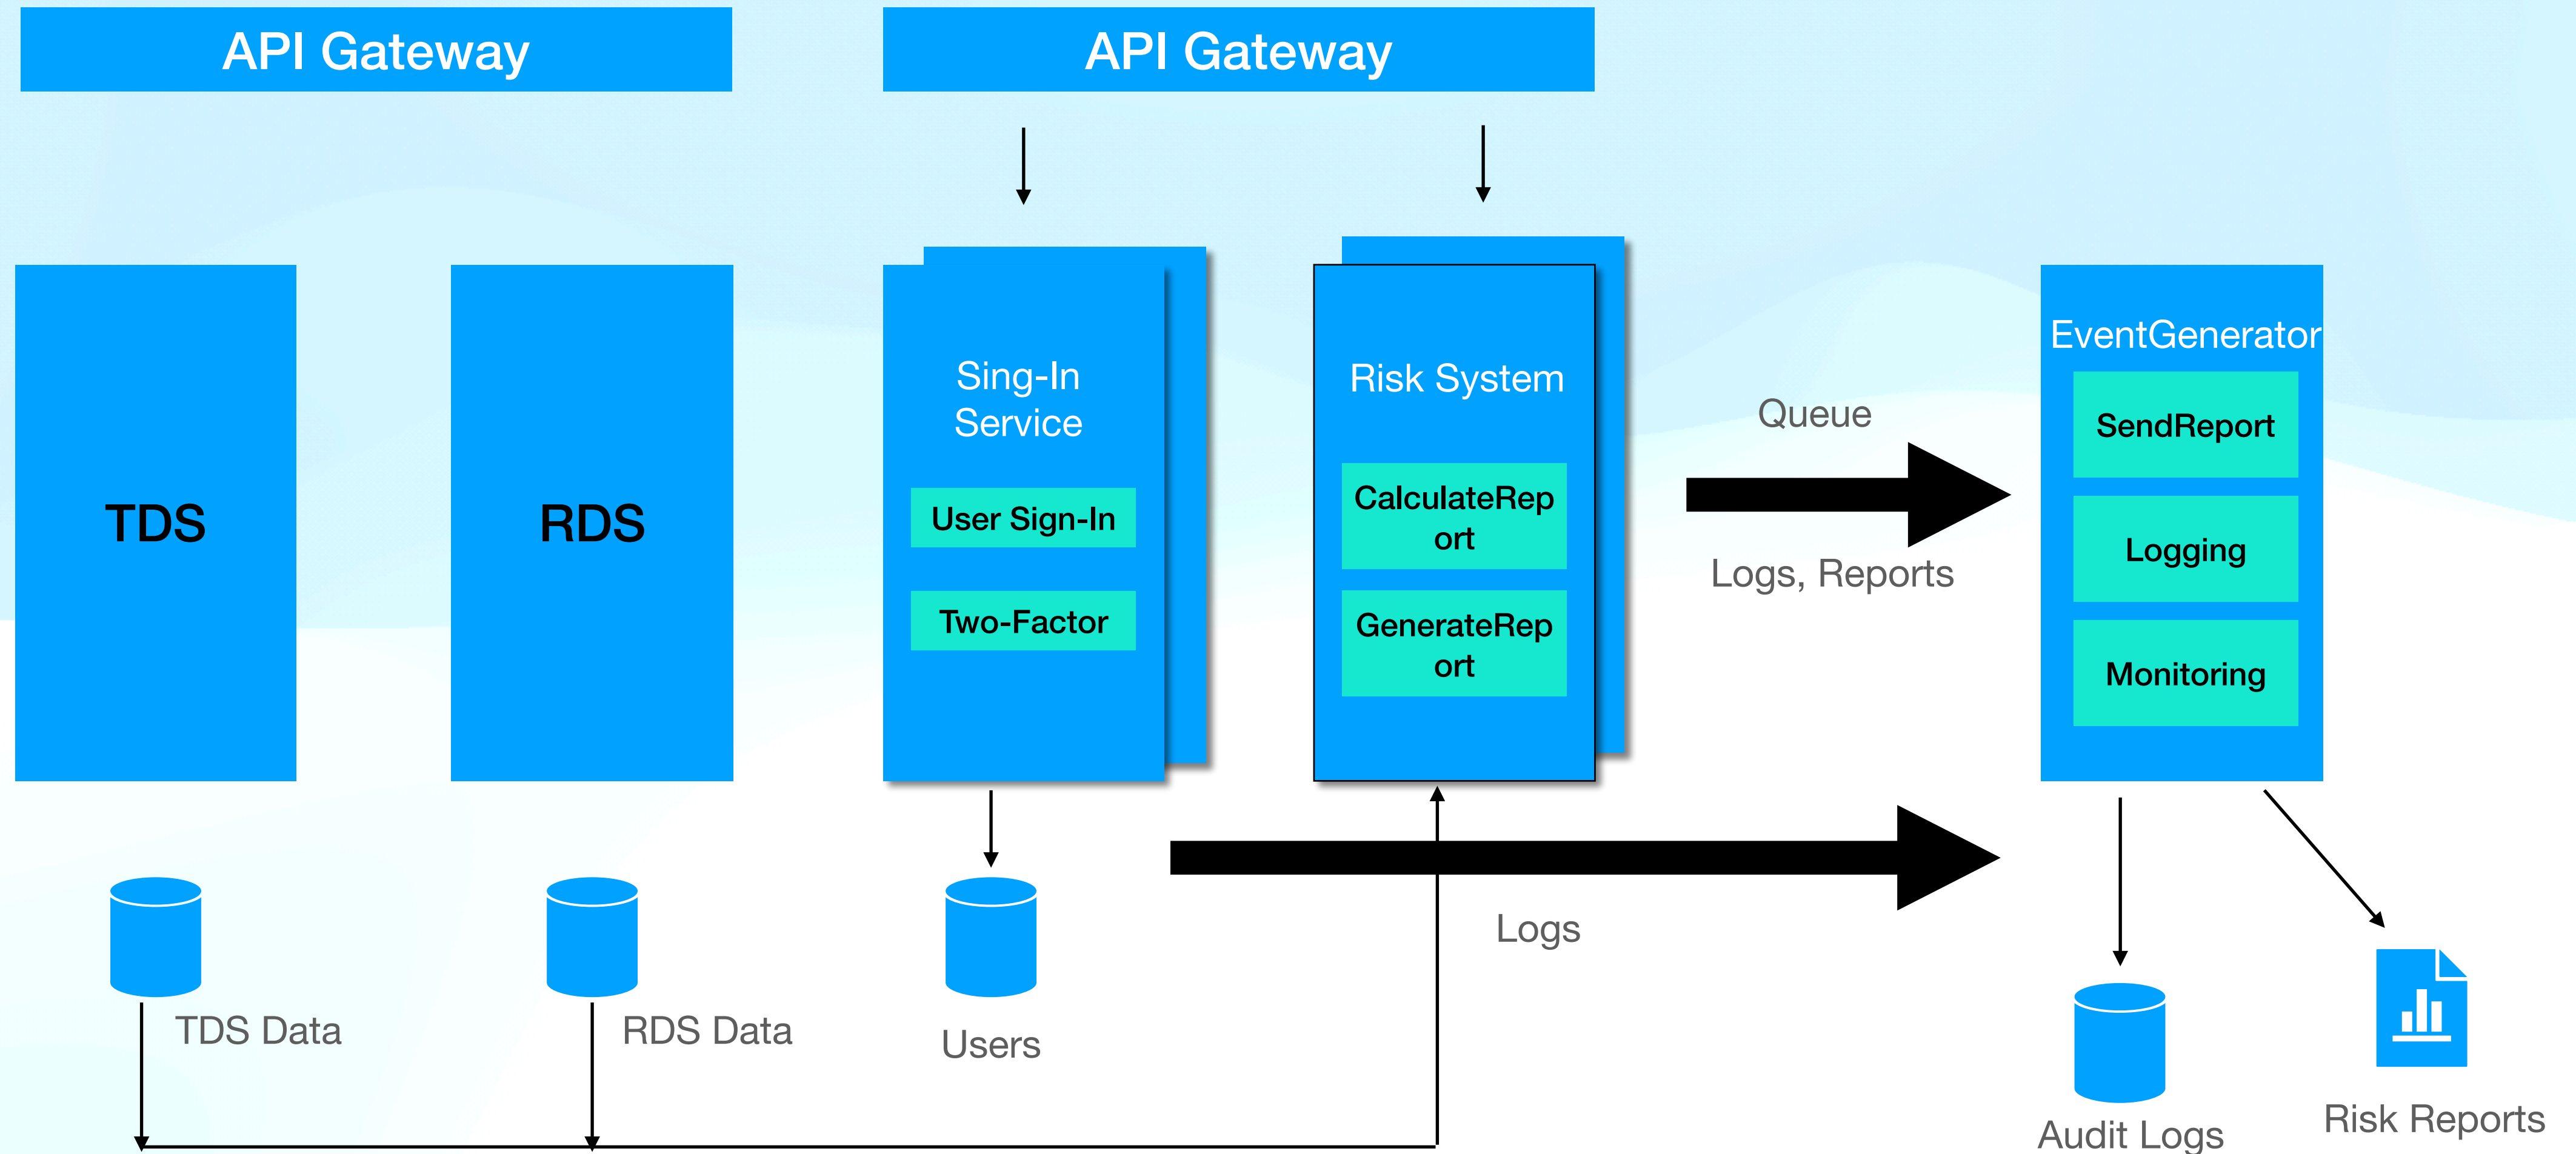 API Gateway
API Gateway
TDS
RDS
Sing-In
Service
User Sign-In
Two-Factor
Risk System
CalculateRep
ort
GenerateRep
ort
Queue
Logs, Reports
EventGenerator
SendReport
Logging
Monitoring
Logs
TDS Data
RDS Data
Users
Audit Logs
Risk Reports